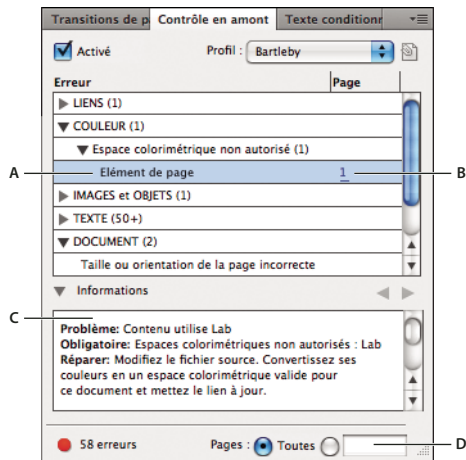 Transitions de p Contrôle en amont Texte conditionr
Activé Profil : Bartleby
Erreur Page
LIENS (1)
COULEUR (1)
Espace colorimétrique non autorisé (1)
A Elément de page 1 B
IMAGES et OBJETS (1)
TEXTE (50+)
DOCUMENT (2)
Taille ou orientation de la page incorrecte
Informations
C
Problème: Contenu utilise Lab
Obligatoire: Espaces colorimétriques non autorisés : Lab
Réparer: Modifiez le fichier source. Convertissez ses
couleurs en un espace colorimétrique valide pour
ce document et mettez le lien à jour.
58 erreurs Pages : Toutes D